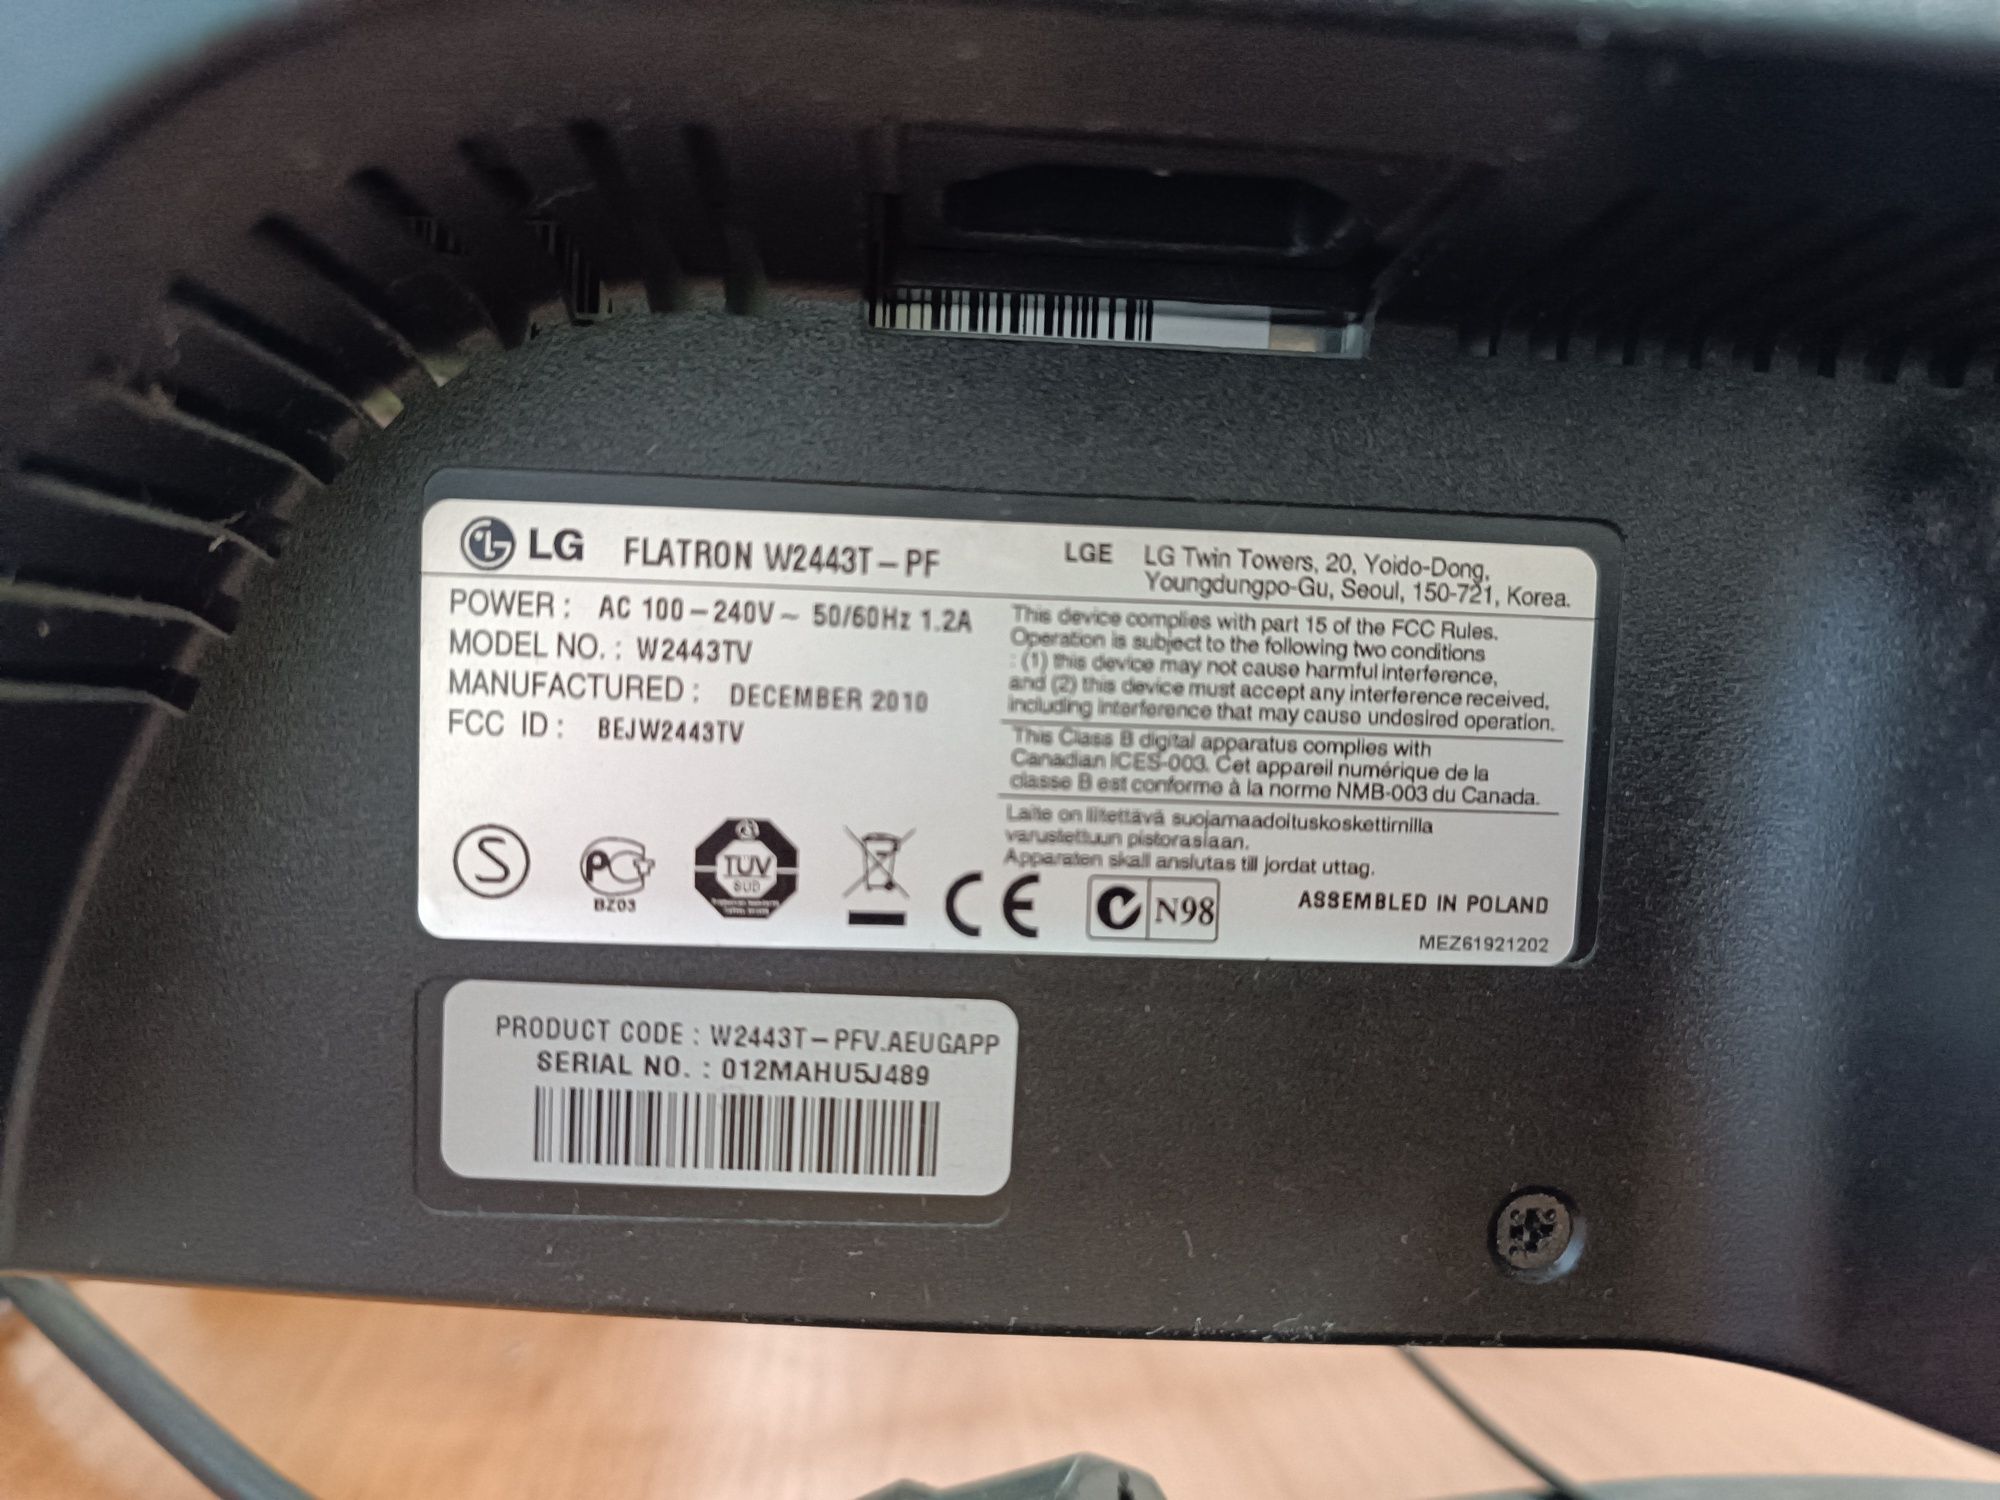 LG FLATRON W2443T-PF
LGE LG Twin Towers, 20, Yoido-Dong,
Youngdungpo-Gu, Seoul, 150-721, Korea.
POWER : AC 100-240V ~ 50/60Hz 1.2A
MODEL NO. : W2443TV
MANUFACTURED : DECEMBER 2010
FCC ID : BEJW2443TV
This device complies with part 15 of the FCC Rules.
Operation is subject to the following two conditions
: (1) this device may not cause harmful interference,
and (2) this device must accept any interference received,
including interference that may cause undesired operation.
This Class B digital apparatus complies with
Canadian ICES-003. Cet appareil numérique de la
classe B est conforme à la norme NMB-003 du Canada.
Laite on liitettävä suojamaadoituskoskettimilla
varustettuun pistorasiaan.
Apparaten skall anslutas till jordat uttag.
S
PC
BZ03
TÜV
SÜD
CE
N98
ASSEMBLED IN POLAND
MEZ61921202
PRODUCT CODE : W2443T-PFV.AEUGAPP
SERIAL NO. : 012MAHU5J489